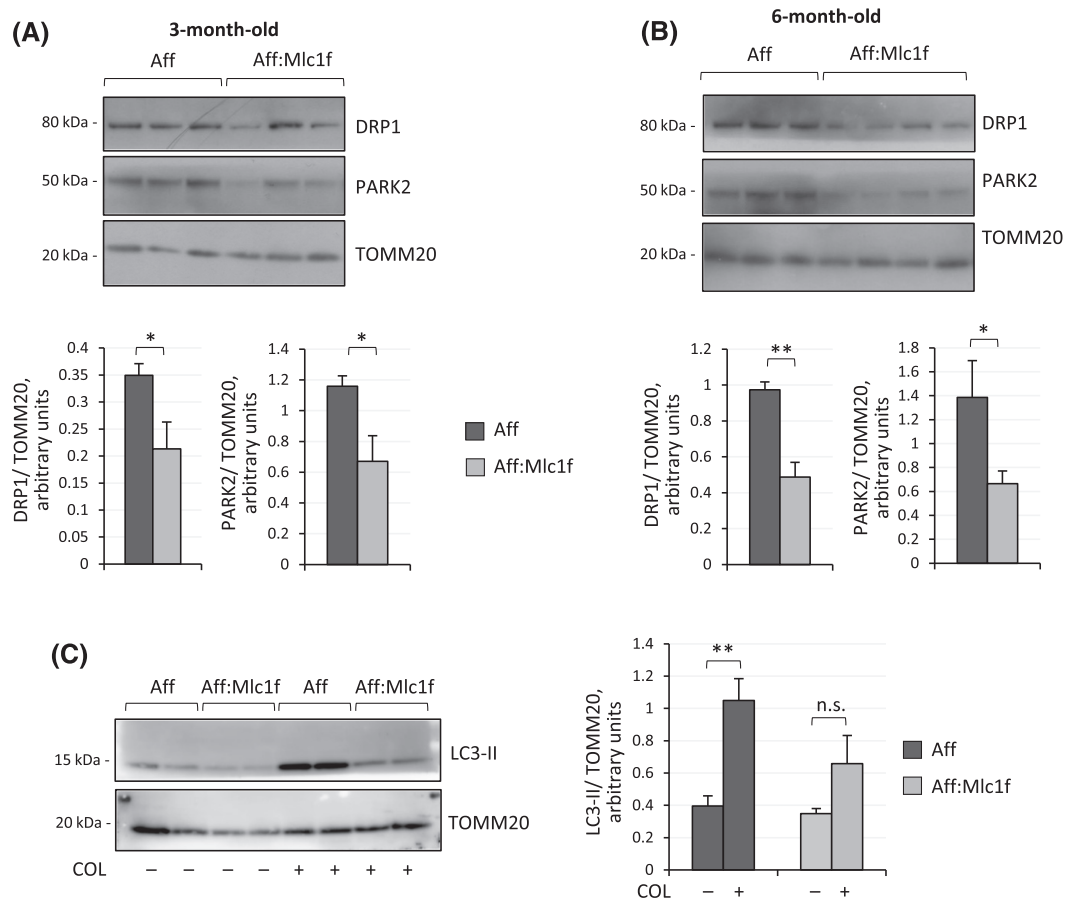 (A)
3-month-old
Aff Aff:Mlc1f
80 kDa - DRP1
50 kDa - PARK2
20 kDa - TOMM20
DRP1/ TOMM20,
arbitrary units
0.4
0.35
0.3
0.25
0.2
0.15
0.1
0.05
0
*
PARK2/ TOMM20,
arbitrary units
1.4
1.2
1
0.8
0.6
0.4
0.2
0
*
Aff
Aff:Mlc1f
(B)
6-month-old
Aff Aff:Mlc1f
80 kDa - DRP1
50 kDa - PARK2
20 kDa - TOMM20
DRP1/ TOMM20,
arbitrary units
1.2
1
0.8
0.6
0.4
0.2
0
**
PARK2/ TOMM20,
arbitrary units
1.8
1.6
1.4
1.2
1.0
0.8
0.6
0.4
0.2
0
*
(C)
Aff Aff:Mlc1f Aff Aff:Mlc1f
15 kDa - LC3-II
20 kDa - TOMM20
COL – – – – + + + +
LC3-II/ TOMM20,
arbitrary units
1.4
1.2
1
0.8
0.6
0.4
0.2
0
**
n.s.
COL – + – +
Aff
Aff:Mlc1f